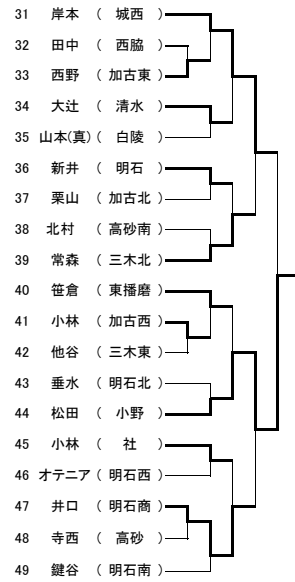 31 岸本 （ 城西 ）
32 田中 （ 西脇 ）
33 西野 （ 加古東 ）
34 大辻 （ 清水 ）
35 山本(真) （ 白陵 ）
36 新井 （ 明石 ）
37 栗山 （ 加古北 ）
38 北村 （ 高砂南 ）
39 常森 （ 三木北 ）
40 笹倉 （ 東播磨 ）
41 小林 （ 加古西 ）
42 他谷 （ 三木東 ）
43 垂水 （ 明石北 ）
44 松田 （ 小野 ）
45 小林 （ 社 ）
46 オテニア （ 明石西 ）
47 井口 （ 明石商 ）
48 寺西 （ 高砂 ）
49 鍵谷 （ 明石南 ）